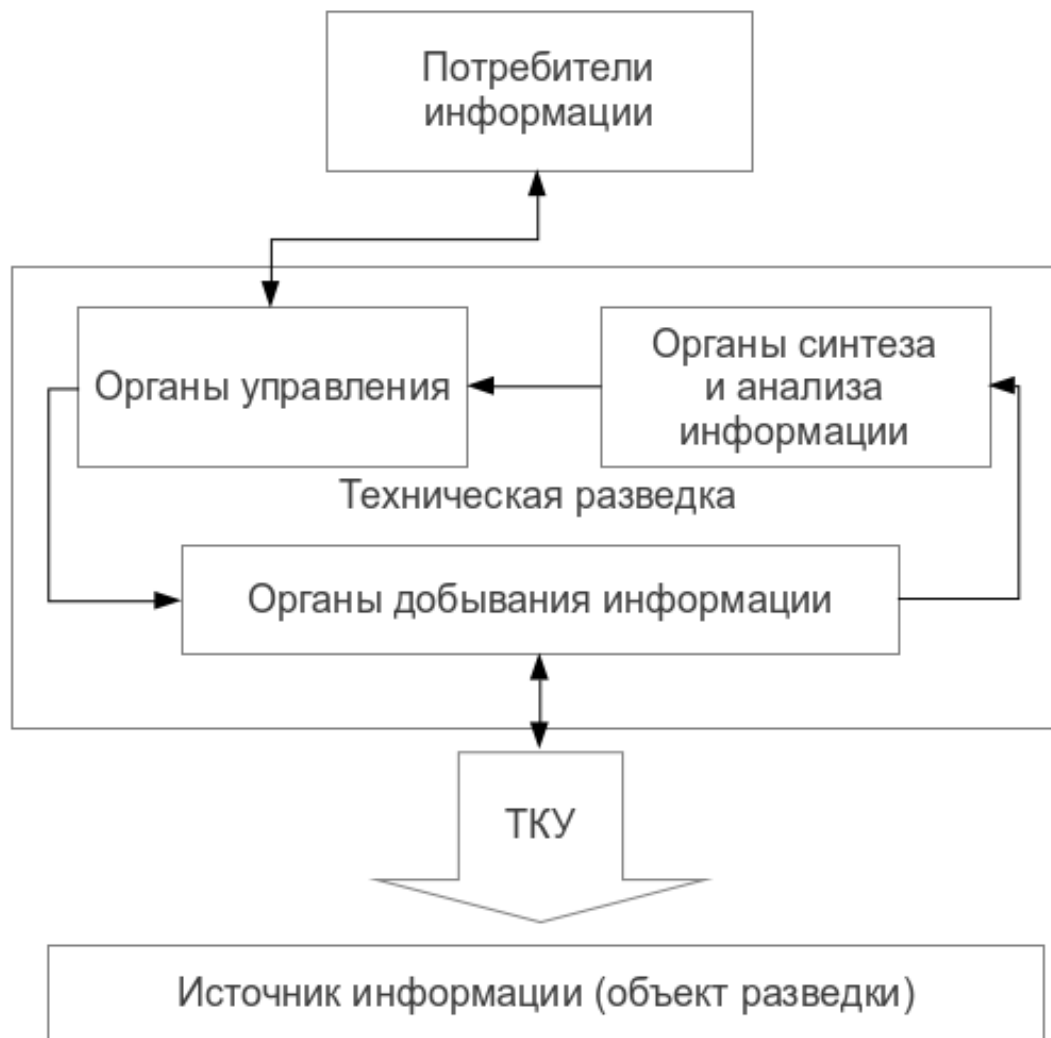 Потребители
информации
Органы управления
Органы синтеза
и анализа
информации
Техническая разведка
Органы добывания информации
ТКУ
Источник информации (объект разведки)